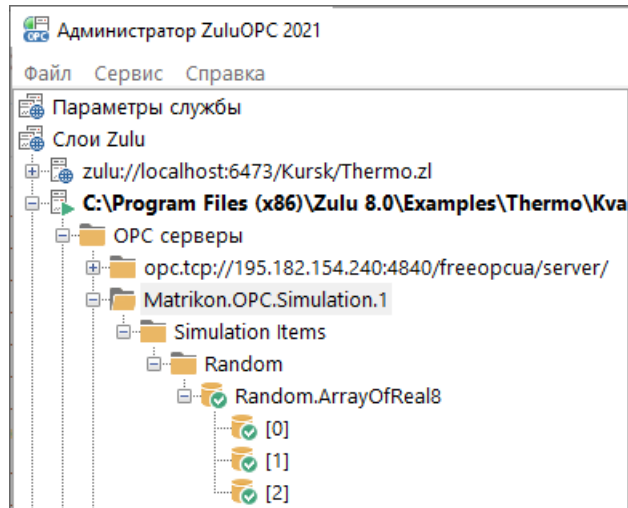 Администратор ZuluOPC 2021
Файл Сервис Справка
Параметры службы
Слои Zulu
zulu://localhost:6473/Kursk/Thermo.zl
C:\Program Files (x86)\Zulu 8.0\Examples\Thermo\Kva
OPC серверы
opc.tcp://195.182.154.240:4840/freeopcua/server/
Matrikon.OPC.Simulation.1
Simulation Items
Random
Random.ArrayOfReal8
[0]
[1]
[2]